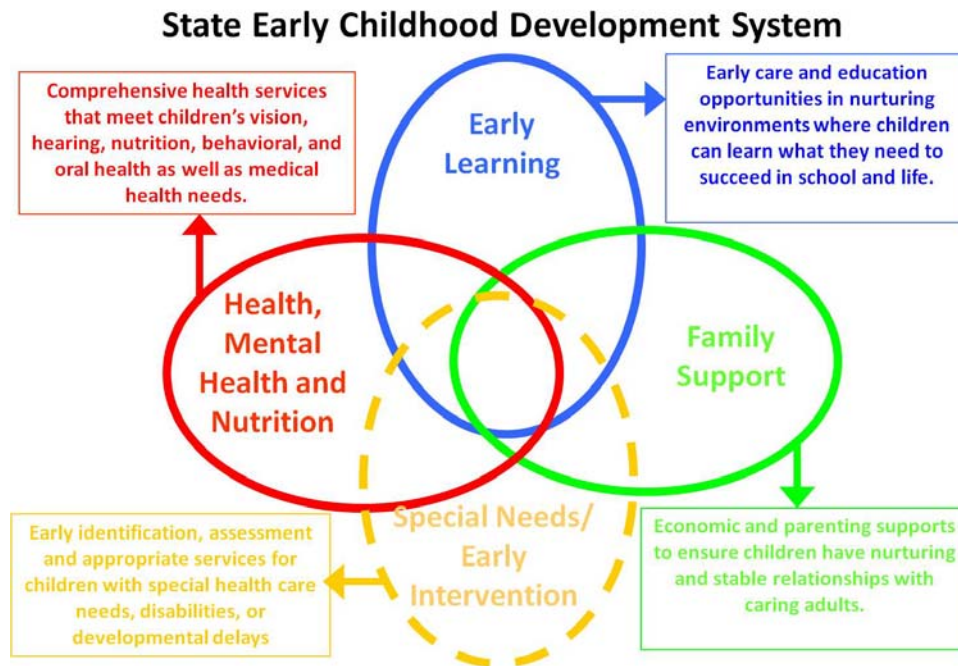 State Early Childhood Development System
Comprehensive health services
that meet children’s vision,
hearing, nutrition, behavioral, and
oral health as well as medical
health needs.
Early
Learning
Early care and education
opportunities in nurturing
environments where children
can learn what they need to
succeed in school and life.
Health,
Mental
Health and
Nutrition
Family
Support
Special Needs/
Early
Intervention
Early identification, assessment
and appropriate services for
children with special health care
needs, disabilities, or
developmental delays
Economic and parenting supports
to ensure children have nurturing
and stable relationships with
caring adults.